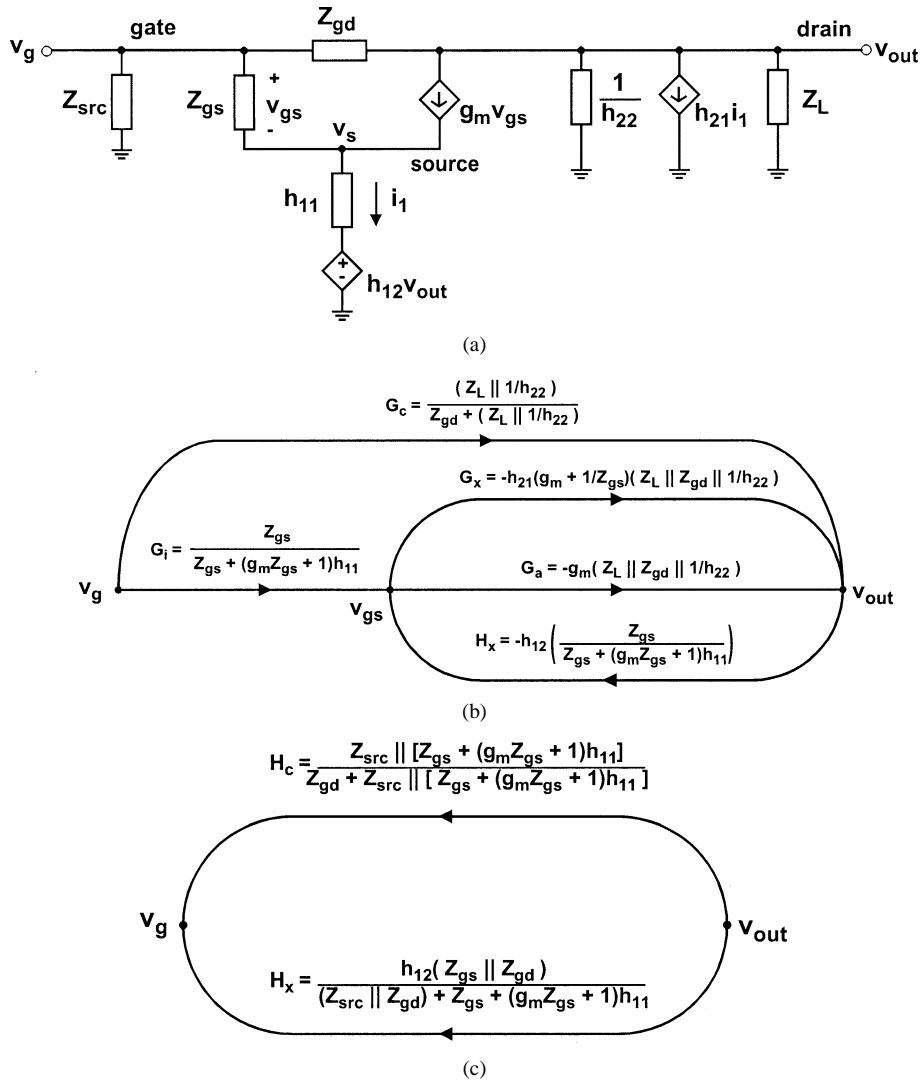 gate Z_gd drain
v_g v_out
Z_src Z_gs + v_gs - g_m v_gs 1/h_22 h_21 i_1 Z_L
v_s
source
h_11 i_1
+ -
h_12 v_out
(a)
G_c = ( Z_L || 1/h_22 ) / Z_gd + ( Z_L || 1/h_22 )
G_x = -h_21(g_m + 1/Z_gs)( Z_L || Z_gd || 1/h_22 )
G_i = Z_gs / Z_gs + (g_m Z_gs + 1)h_11
G_a = -g_m( Z_L || Z_gd || 1/h_22 )
v_g v_gs v_out
H_x = -h_12 ( Z_gs / Z_gs + (g_m Z_gs + 1)h_11 )
(b)
H_c = Z_src || [Z_gs + (g_m Z_gs + 1)h_11] / Z_gd + Z_src || [ Z_gs + (g_m Z_gs + 1)h_11 ]
v_g v_out
H_x = h_12( Z_gs || Z_gd ) / (Z_src || Z_gd) + Z_gs + (g_m Z_gs + 1)h_11
(c)